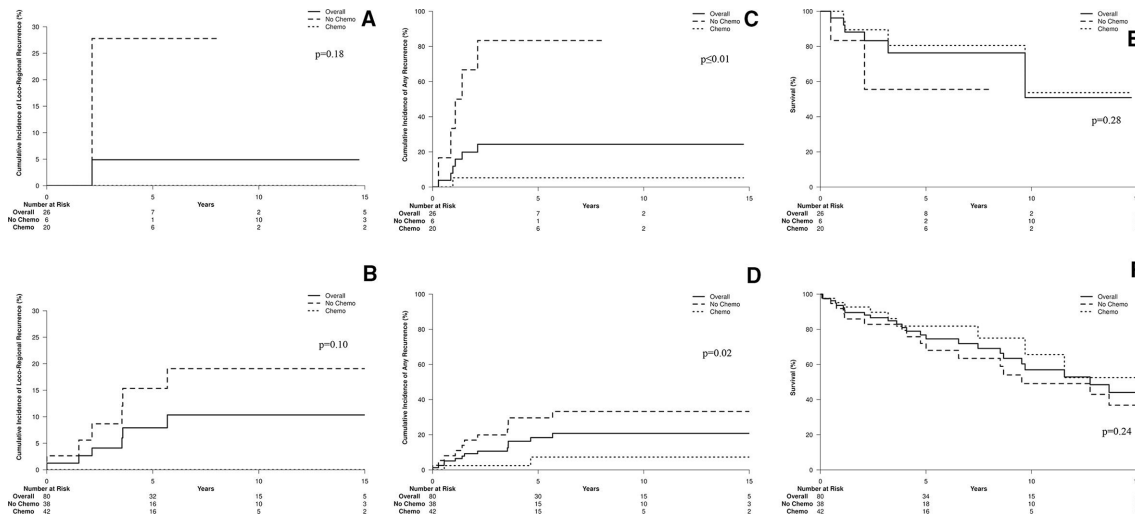 A
Overall
No Chemo
Chemo
p=0.18
Cumulative Incidence of Loco-Regional Recurrence (%)
30
25
20
15
10
5
0
0 5 10 15
Number at Risk Years
Overall 26 7 2 5
No Chemo 6 1 10 3
Chemo 20 6 2 2
C
Overall
No Chemo
Chemo
p≤0.01
Cumulative Incidence of Any Recurrence (%)
100
80
60
40
20
0
0 5 10 15
Number at Risk Years
Overall 26 7 2
No Chemo 6 1
Chemo 20 6 2
Overall
No Chemo
Chemo
p=0.28
Survival (%)
100
80
60
40
20
0
0 5 10
Number at Risk Years
Overall 26 8 2
No Chemo 6 2 10
Chemo 20 6 2
B
Overall
No Chemo
Chemo
p=0.10
Cumulative Incidence of Loco-Regional Recurrence (%)
30
25
20
15
10
5
0
0 5 10 15
Number at Risk Years
Overall 80 32 15 5
No Chemo 38 16 10 3
Chemo 42 16 5 2
D
Overall
No Chemo
Chemo
p=0.02
Cumulative Incidence of Any Recurrence (%)
100
80
60
40
20
0
0 5 10 15
Number at Risk Years
Overall 80 30 15 5
No Chemo 38 15 10 3
Chemo 42 15 5 2
Overall
No Chemo
Chemo
p=0.24
Survival (%)
100
80
60
40
20
0
0 5 10
Number at Risk Years
Overall 80 34 15
No Chemo 38 18 10
Chemo 42 16 5